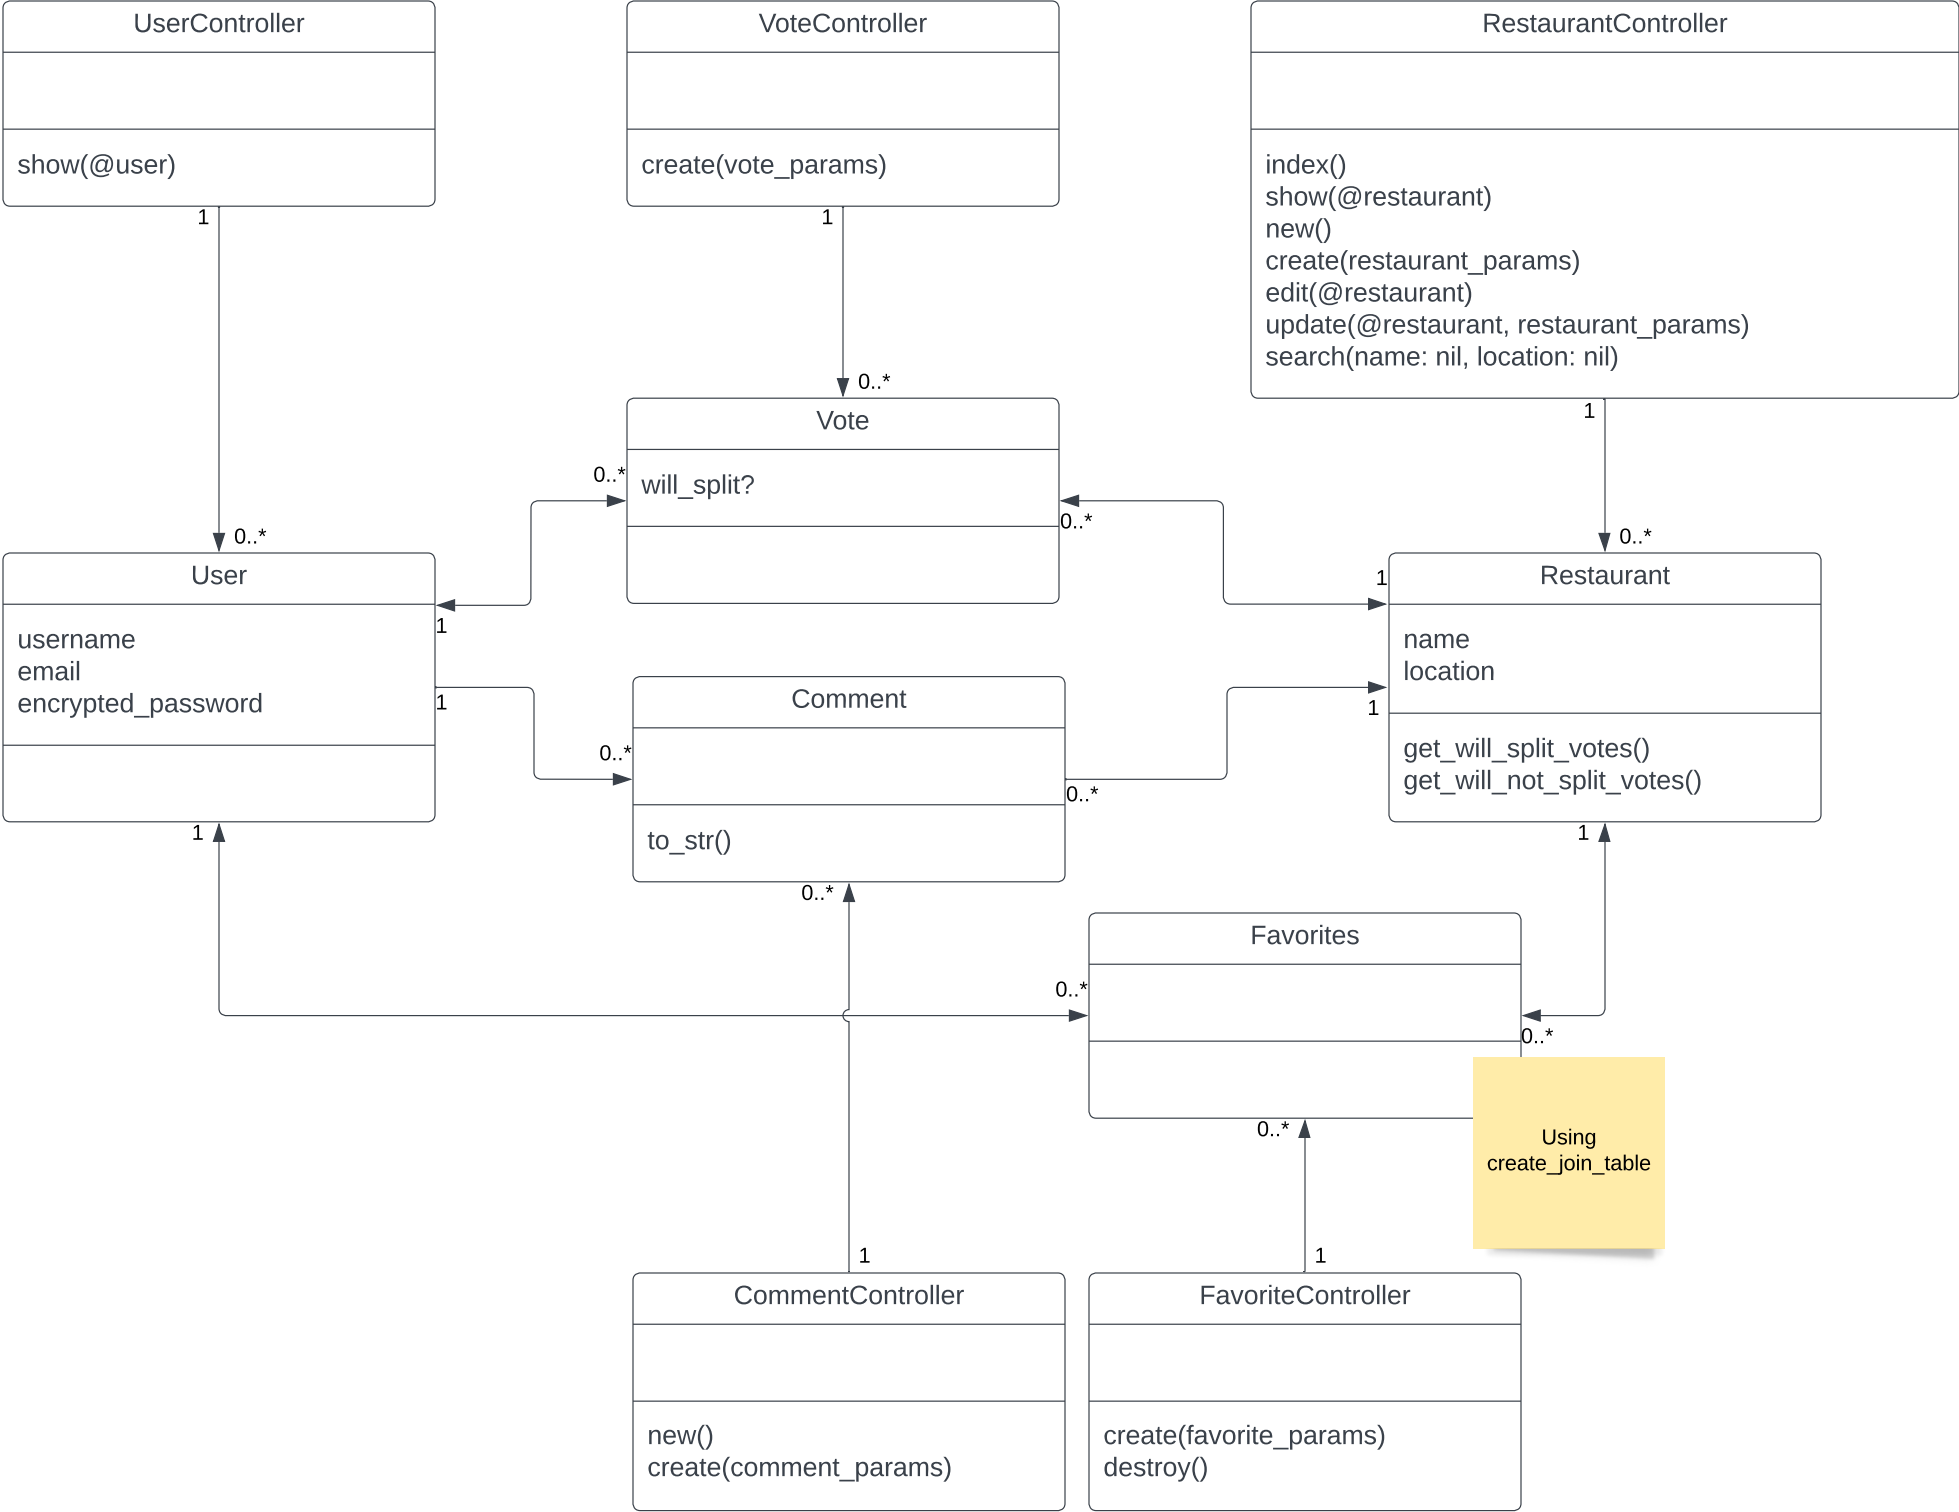 UserController
show(@user)
1
0..*
VoteController
create(vote_params)
1
0..*
RestaurantController
index()
show(@restaurant)
new()
create(restaurant_params)
edit(@restaurant)
update(@restaurant, restaurant_params)
search(name: nil, location: nil)
1
0..*
Vote
will_split?
0..*
0..*
1
1
User
username
email
encrypted_password
1
0..*
Comment
to_str()
0..*
1
Restaurant
name
location
get_will_split_votes()
get_will_not_split_votes()
1
1
0..*
Favorites
0..*
0..*
0..*
Using
create_join_table
1
1
CommentController
new()
create(comment_params)
FavoriteController
create(favorite_params)
destroy()